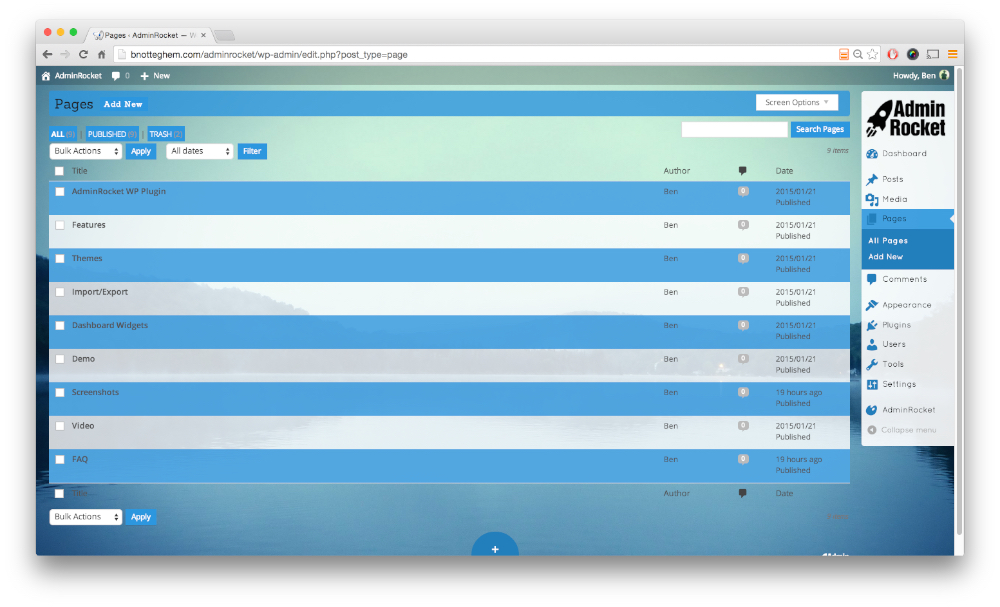 Pages ‹ AdminRocket — W
bnotteghem.com/adminrocket/wp-admin/edit.php?post_type=page
AdminRocket 0 + New Howdy, Ben
Pages Add New Screen Options
ALL (9) | PUBLISHED (9) | TRASH (2) Search Pages
Bulk Actions Apply All dates Filter 9 items
Title Author Date
AdminRocket WP Plugin Ben 0 2015/01/21
Published
Features Ben 0 2015/01/21
Published
Themes Ben 0 2015/01/21
Published
Import/Export Ben 0 2015/01/21
Published
Dashboard Widgets Ben 0 2015/01/21
Published
Demo Ben 0 2015/01/21
Published
Screenshots Ben 0 19 hours ago
Published
Video Ben 0 2015/01/21
Published
FAQ Ben 0 19 hours ago
Published
Title Author Date
Bulk Actions Apply
+
Admin
Rocket
Dashboard
Posts
Media
Pages
All Pages
Add New
Comments
Appearance
Plugins
Users
Tools
Settings
AdminRocket
Collapse menu